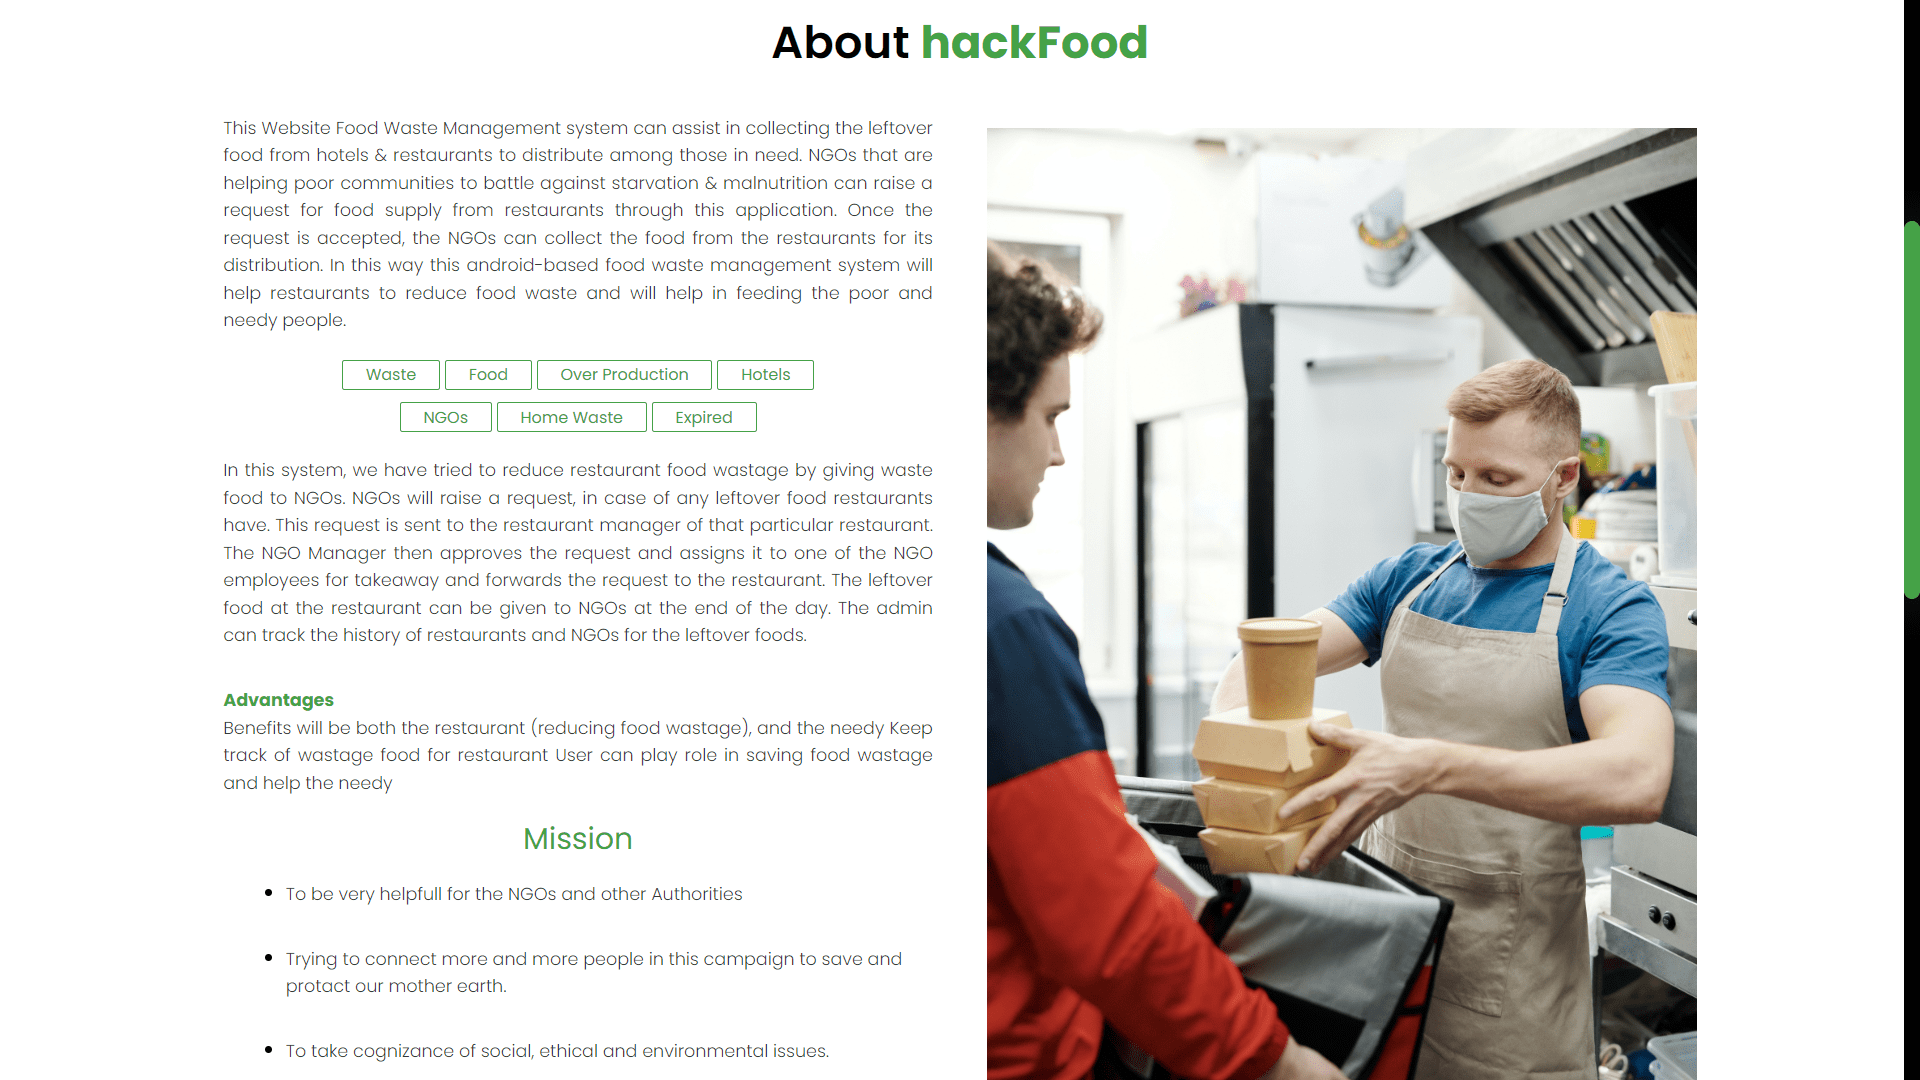 About hackFood
This Website Food Waste Management system can assist in collecting the leftover
food from hotels & restaurants to distribute among those in need. NGOs that are
helping poor communities to battle against starvation & malnutrition can raise a
request for food supply from restaurants through this application. Once the
request is accepted, the NGOs can collect the food from the restaurants for its
distribution. In this way this android-based food waste management system will
help restaurants to reduce food waste and will help in feeding the poor and
needy people.
Waste Food Over Production Hotels
NGOs Home Waste Expired
In this system, we have tried to reduce restaurant food wastage by giving waste
food to NGOs. NGOs will raise a request, in case of any leftover food restaurants
have. This request is sent to the restaurant manager of that particular restaurant.
The NGO Manager then approves the request and assigns it to one of the NGO
employees for takeaway and forwards the request to the restaurant. The leftover
food at the restaurant can be given to NGOs at the end of the day. The admin
can track the history of restaurants and NGOs for the leftover foods.
Advantages
Benefits will be both the restaurant (reducing food wastage), and the needy Keep
track of wastage food for restaurant User can play role in saving food wastage
and help the needy
Mission
To be very helpfull for the NGOs and other Authorities
Trying to connect more and more people in this campaign to save and
protact our mother earth.
To take cognizance of social, ethical and environmental issues.